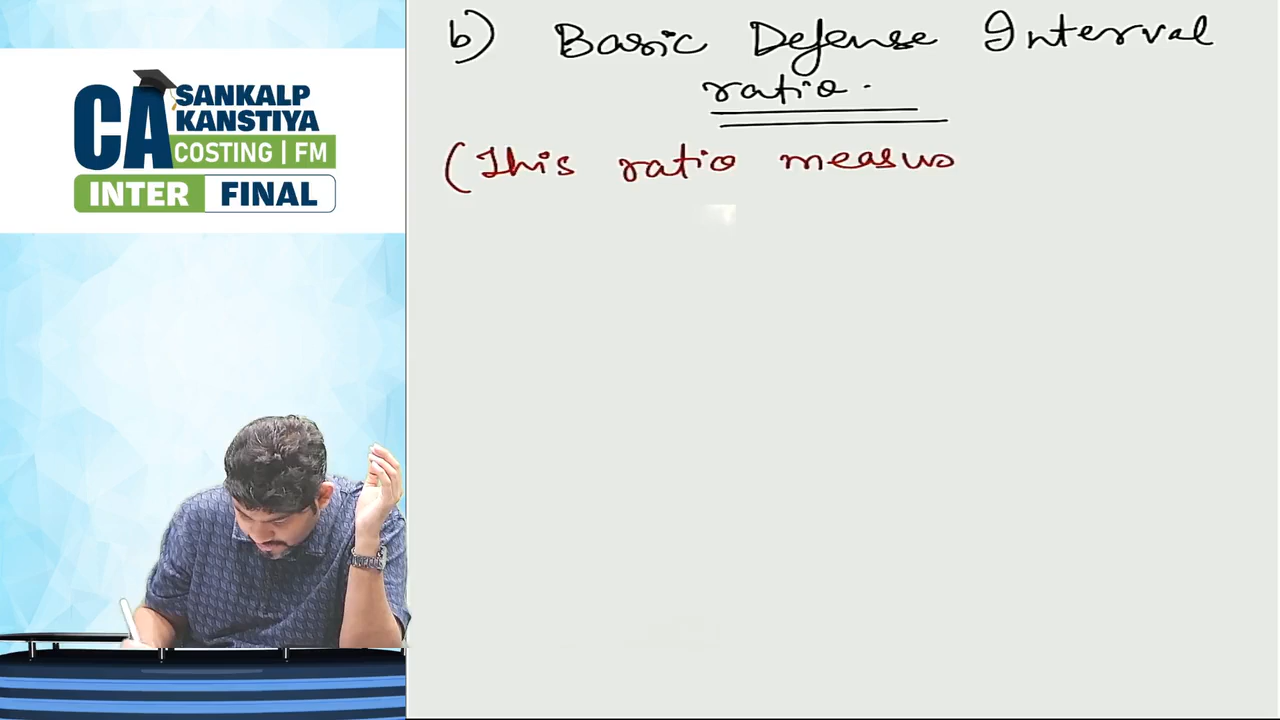 CA
SANKALP
KANSTIYA
COSTING | FM
INTER FINAL
b) Basic Defense Interval
ratio.
(This ratio measu